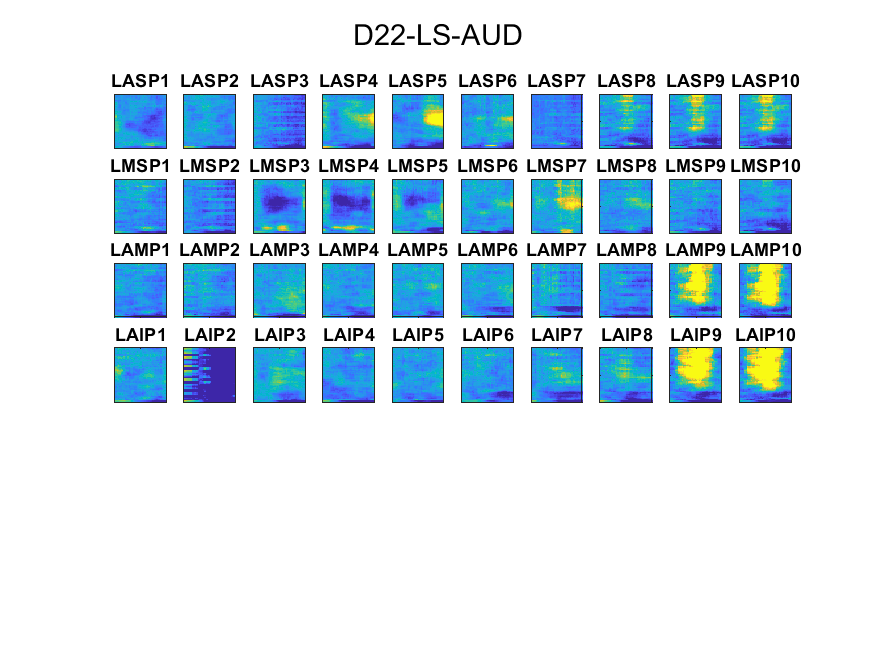 D22-LS-AUD
LASP1 LASP2 LASP3 LASP4 LASP5 LASP6 LASP7 LASP8 LASP9 LASP10
LMSP1 LMSP2 LMSP3 LMSP4 LMSP5 LMSP6 LMSP7 LMSP8 LMSP9 LMSP10
LAMP1 LAMP2 LAMP3 LAMP4 LAMP5 LAMP6 LAMP7 LAMP8 LAMP9 LAMP10
LAIP1 LAIP2 LAIP3 LAIP4 LAIP5 LAIP6 LAIP7 LAIP8 LAIP9 LAIP10